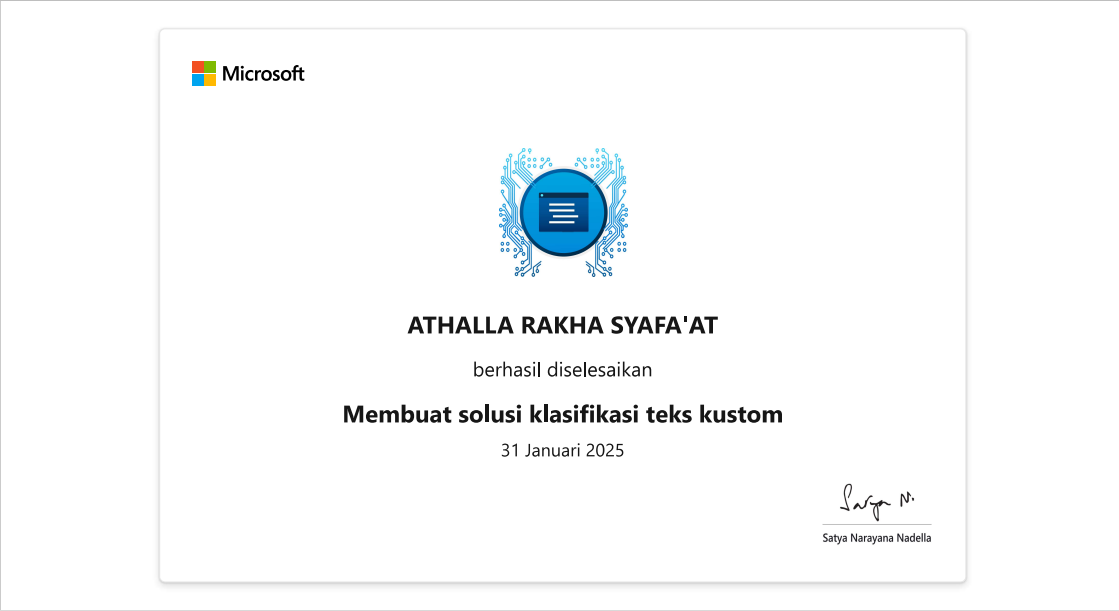 Microsoft
ATHALLA RAKHA SYAFA'AT
berhasil diselesaikan
Membuat solusi klasifikasi teks kustom
31 Januari 2025
Satya N.
Satya Narayana Nadella